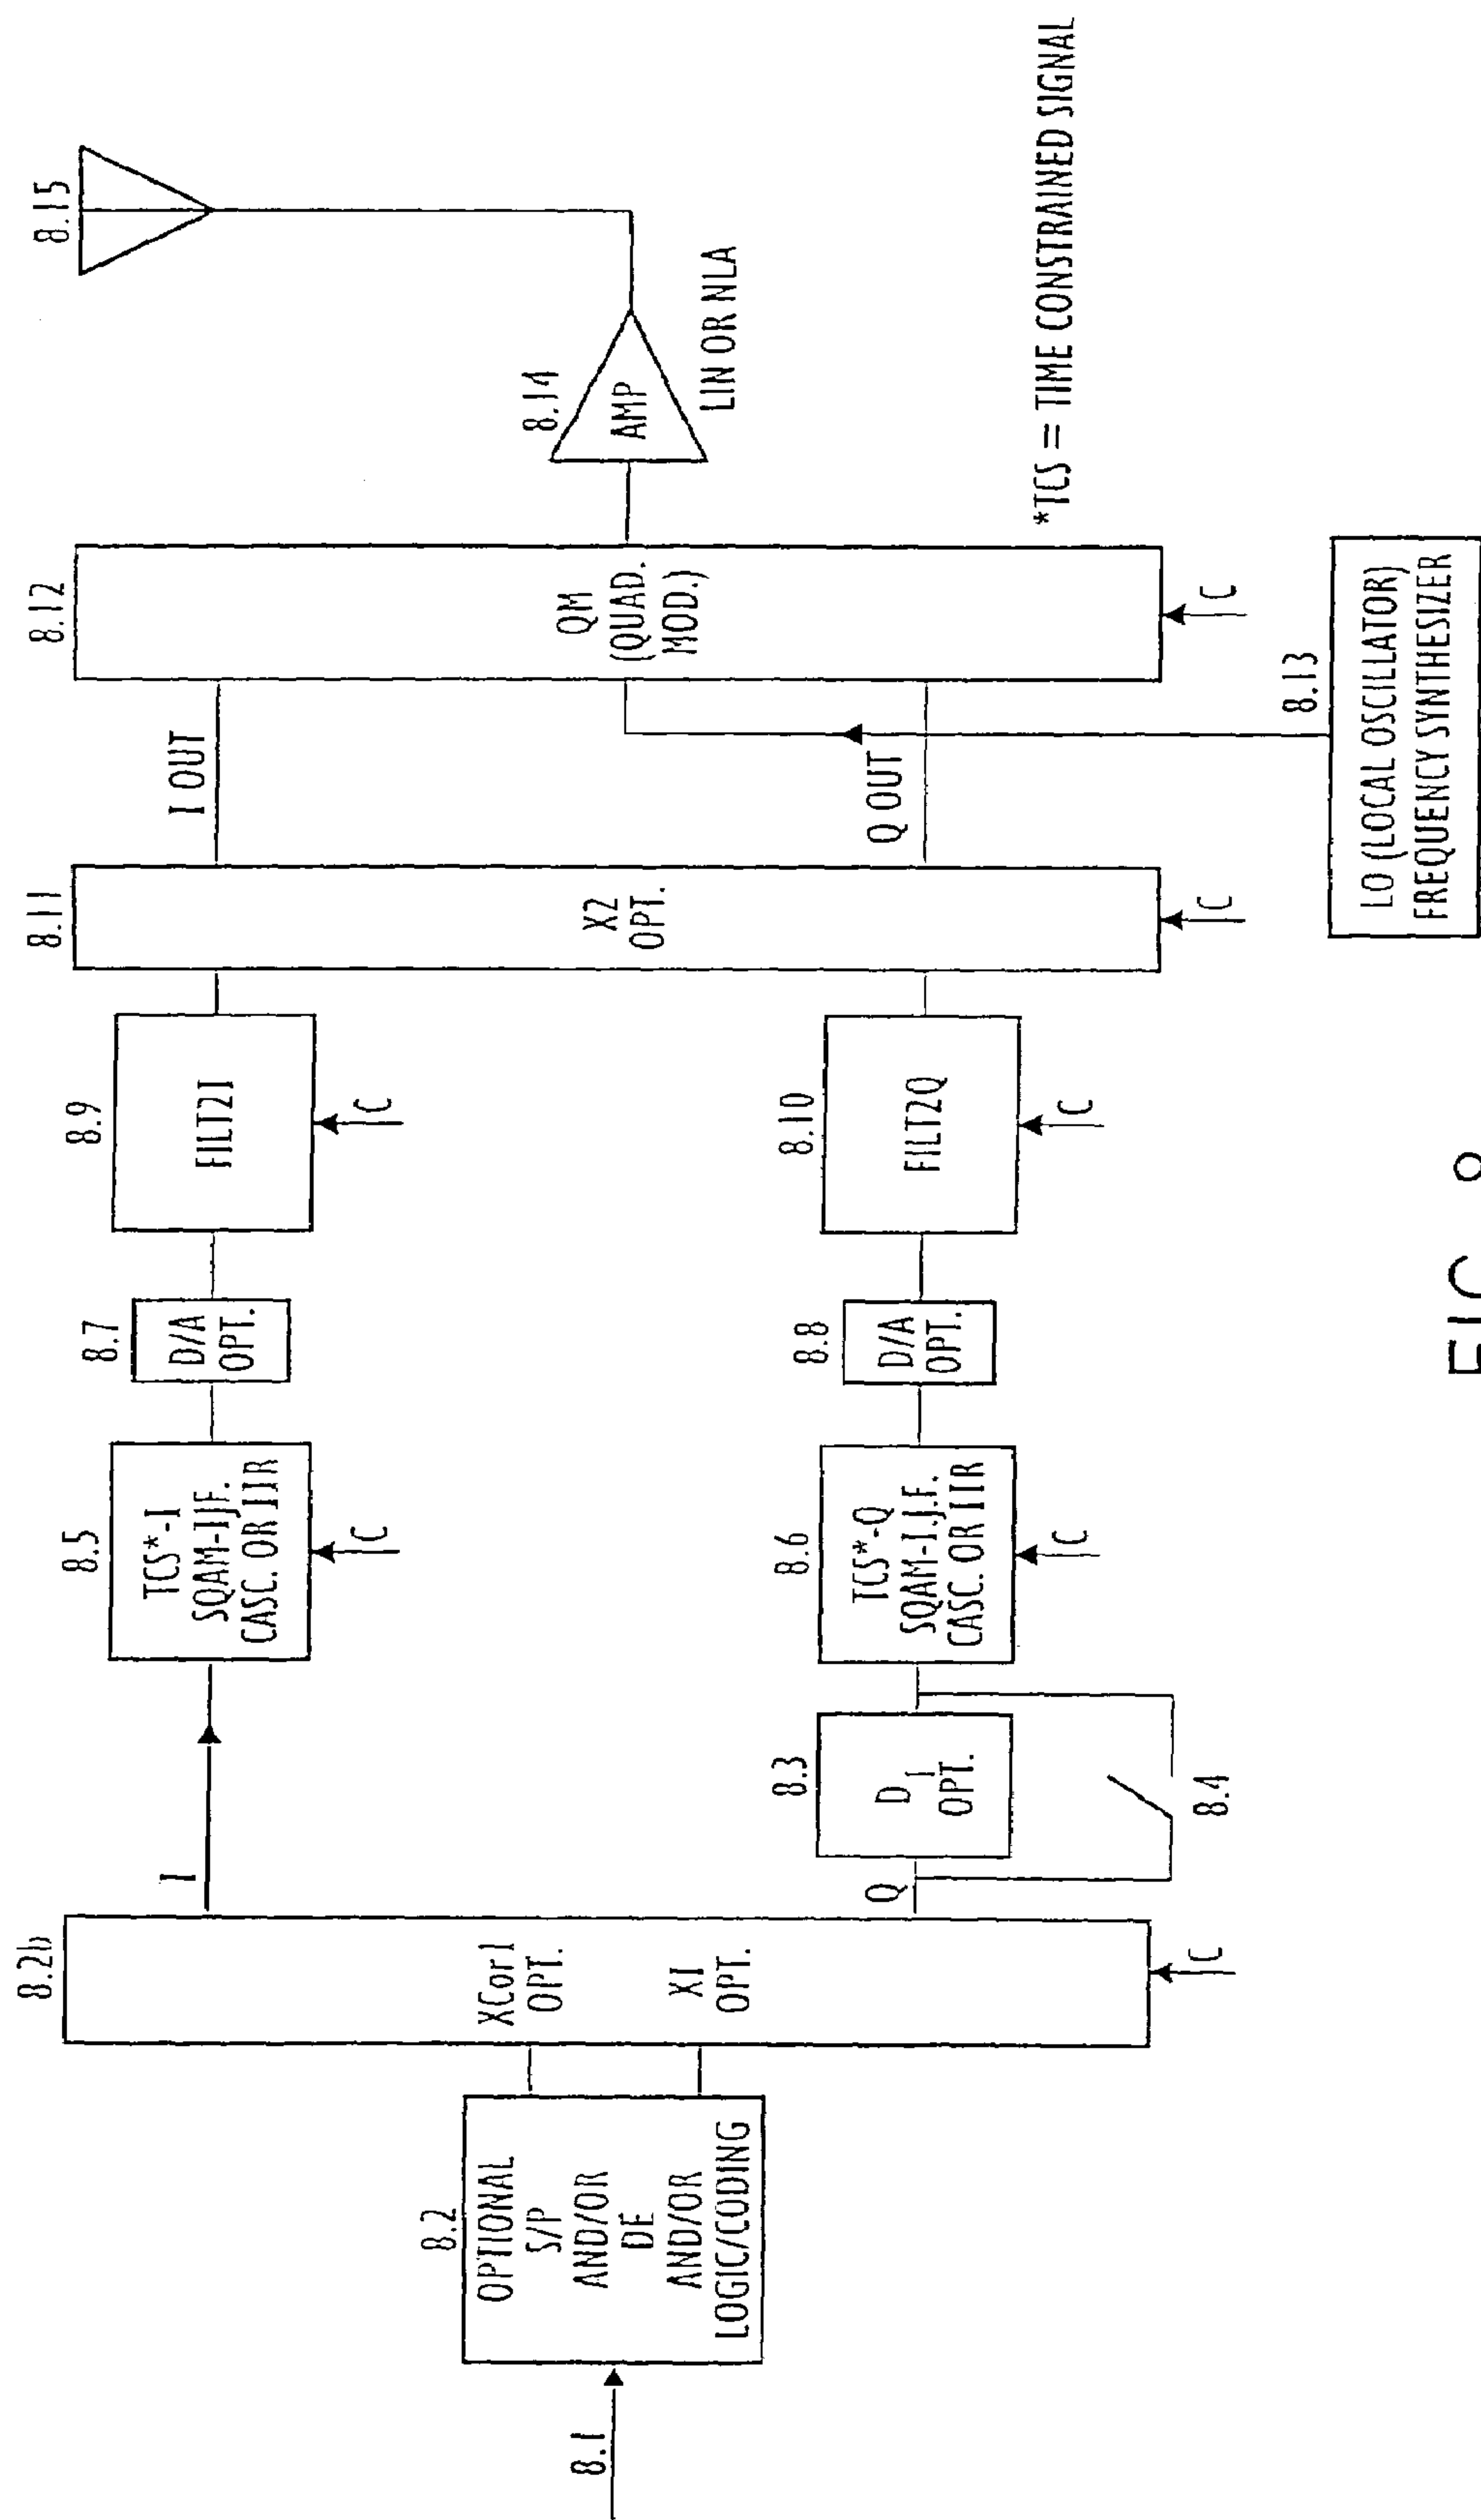 8.1
8.2
OPTIONAL
S/P
AND/OR
DE
AND/OR
LOGIC/CODING
8.2b
XCor1
OPT.
X1
OPT.
C
I
Q
8.3
D1
OPT.
8.4
8.5
TCS*-I
SQAM-IJF.
CASC. OR IIR
C
8.6
TCS*-Q
SQAM-I.J.F.
CASC. OR IIR
C
8.7
D/A
OPT.
8.8
D/A
OPT.
8.9
FILT2I
C
8.10
FILT2Q
C
8.11
X2
OPT.
C
I OUT
Q OUT
8.12
QM
(QUAD.
MOD.)
C
8.13
LO (LOCAL OSCILLATOR)
FREQUENCY SYNTHESIZER
8.14
AMP
LIN OR NLA
8.15
*TCS = TIME CONSTRAINED SIGNAL